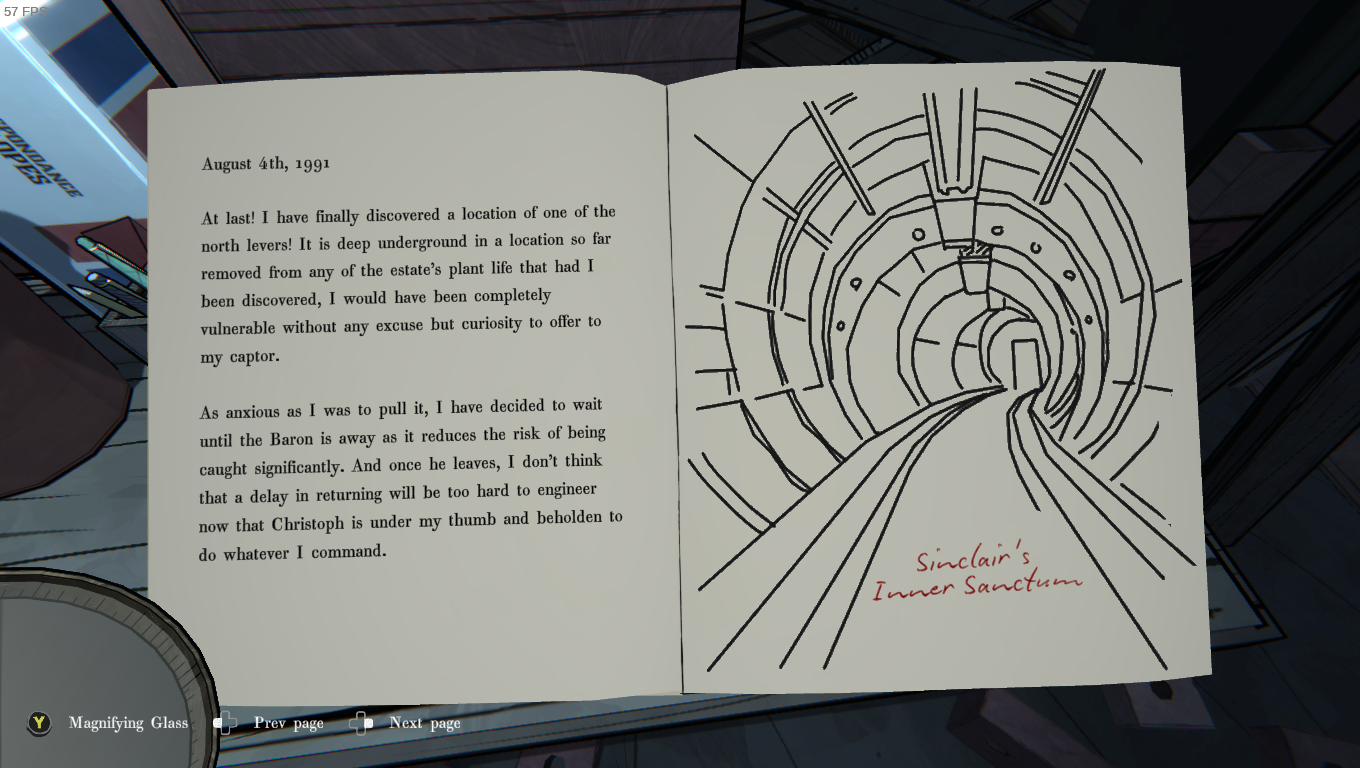 57 FPS
August 4th, 1991
At last! I have finally discovered a location of one of the
north levers! It is deep underground in a location so far
removed from any of the estate's plant life that had I
been discovered, I would have been completely
vulnerable without any excuse but curiosity to offer to
my captor.
As anxious as I was to pull it, I have decided to wait
until the Baron is away as it reduces the risk of being
caught significantly. And once he leaves, I don't think
that a delay in returning will be too hard to engineer
now that Christoph is under my thumb and beholden to
do whatever I command.
Sinclair's
Inner Sanctum
Y Magnifying Glass Prev page Next page